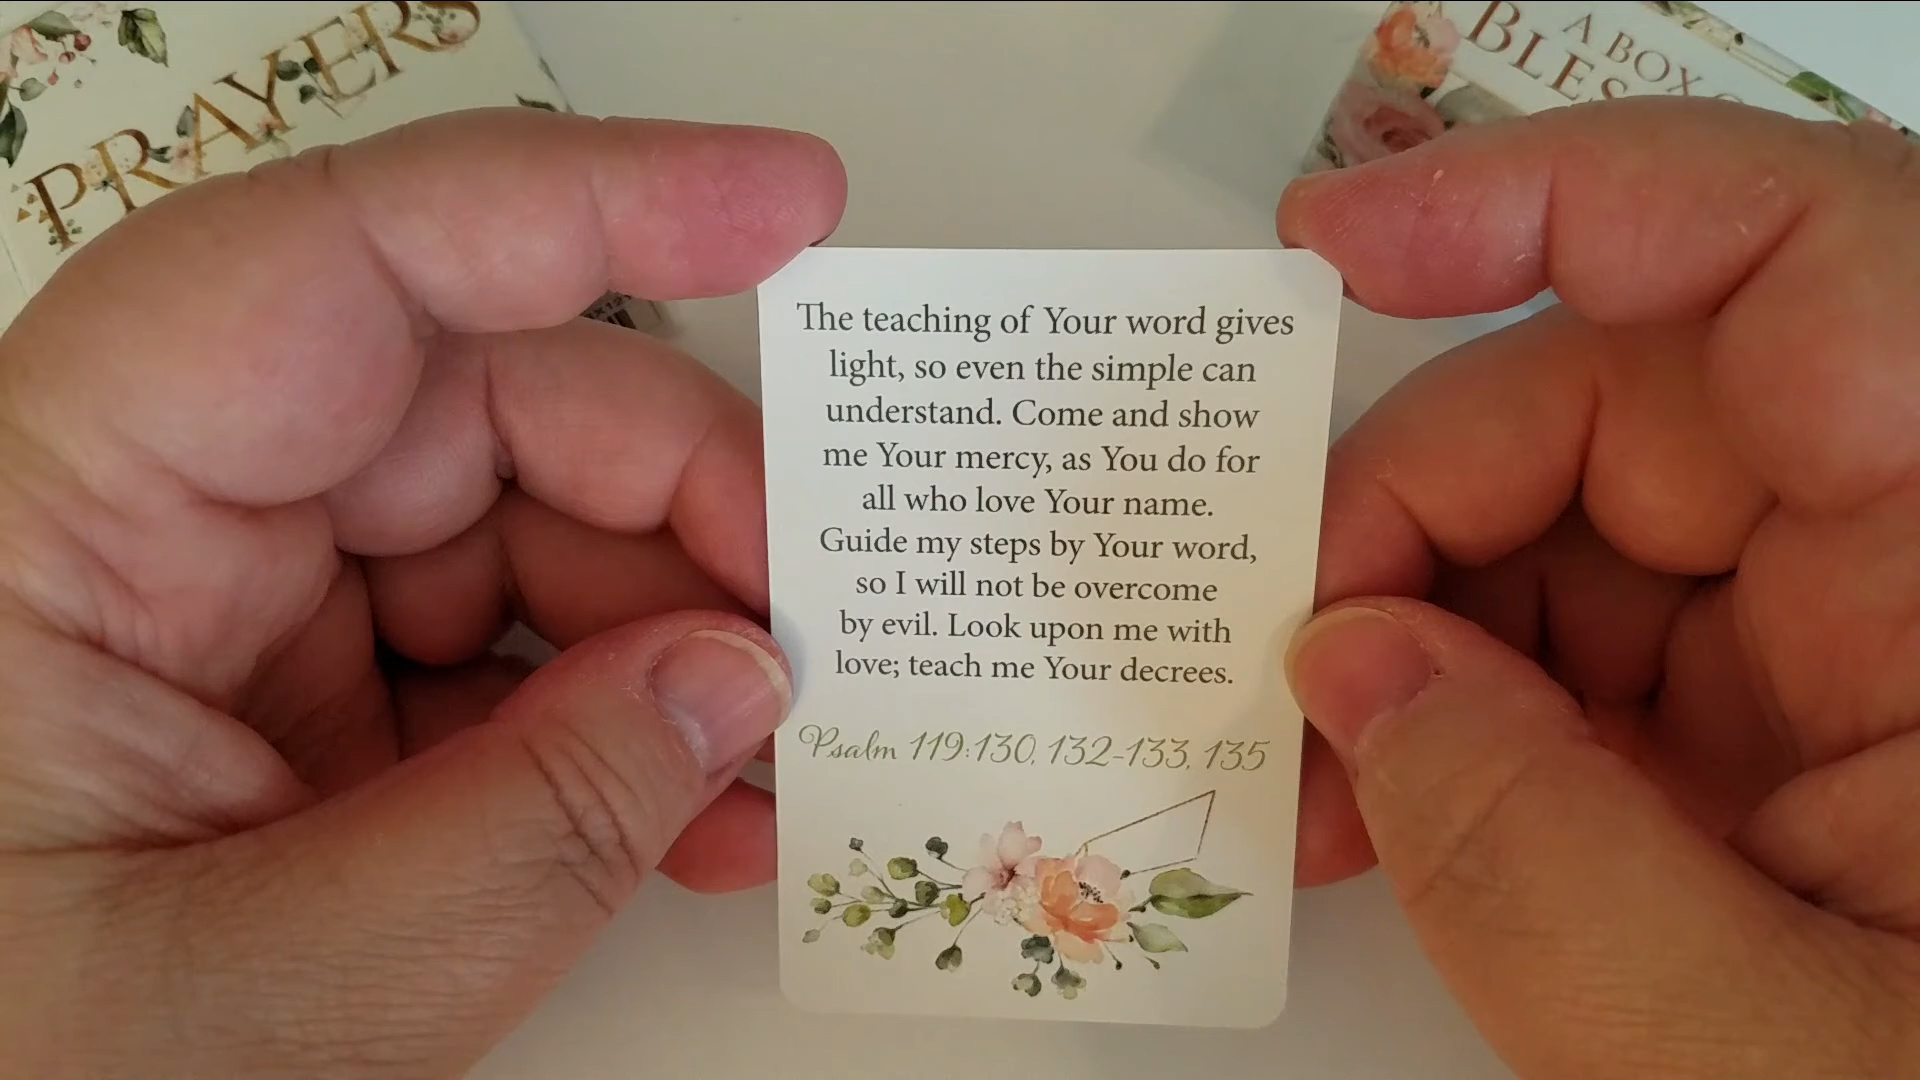 PRAYERS
A BOX
The teaching of Your word gives
light, so even the simple can
understand. Come and show
me Your mercy, as You do for
all who love Your name.
Guide my steps by Your word,
so I will not be overcome
by evil. Look upon me with
love; teach me Your decrees.
Psalm 119:130, 132-133, 135